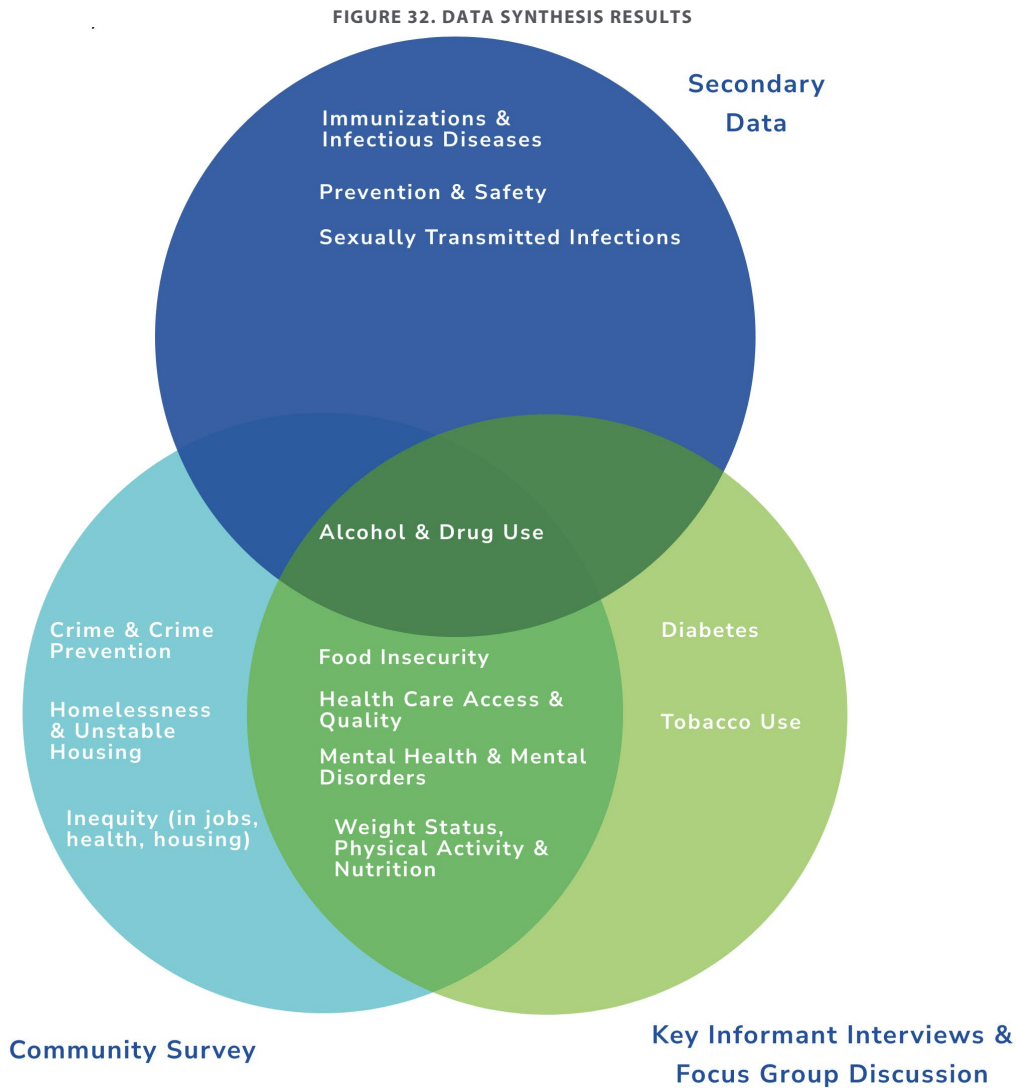 FIGURE 32. DATA SYNTHESIS RESULTS
Secondary
Data
Immunizations &
Infectious Diseases
Prevention & Safety
Sexually Transmitted Infections
Alcohol & Drug Use
Crime & Crime
Prevention
Homelessness
& Unstable
Housing
Inequity (in jobs,
health, housing)
Food Insecurity
Health Care Access &
Quality
Mental Health & Mental
Disorders
Weight Status,
Physical Activity &
Nutrition
Diabetes
Tobacco Use
Community Survey
Key Informant Interviews &
Focus Group Discussion